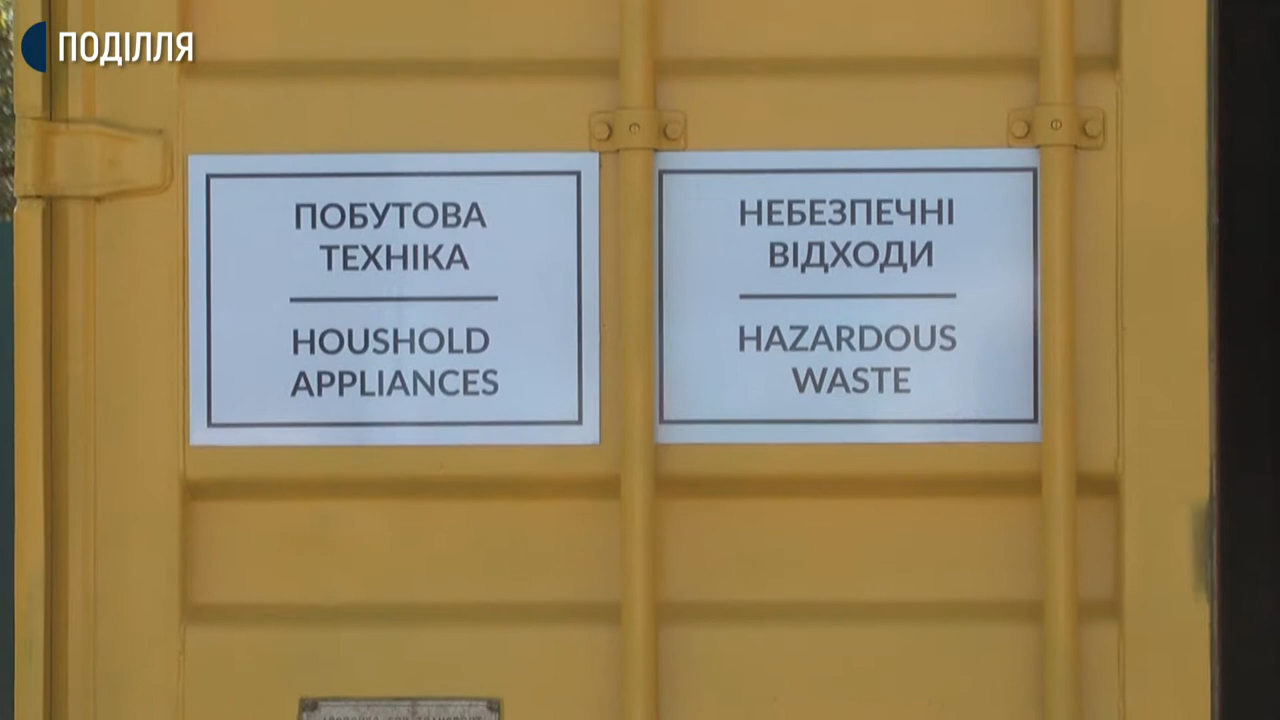 ПОДІЛЛЯ
ПОБУТОВА
ТЕХНІКА
HOUSHOLD
APPLIANCES
НЕБЕЗПЕЧНІ
ВІДХОДИ
HAZARDOUS
WASTE